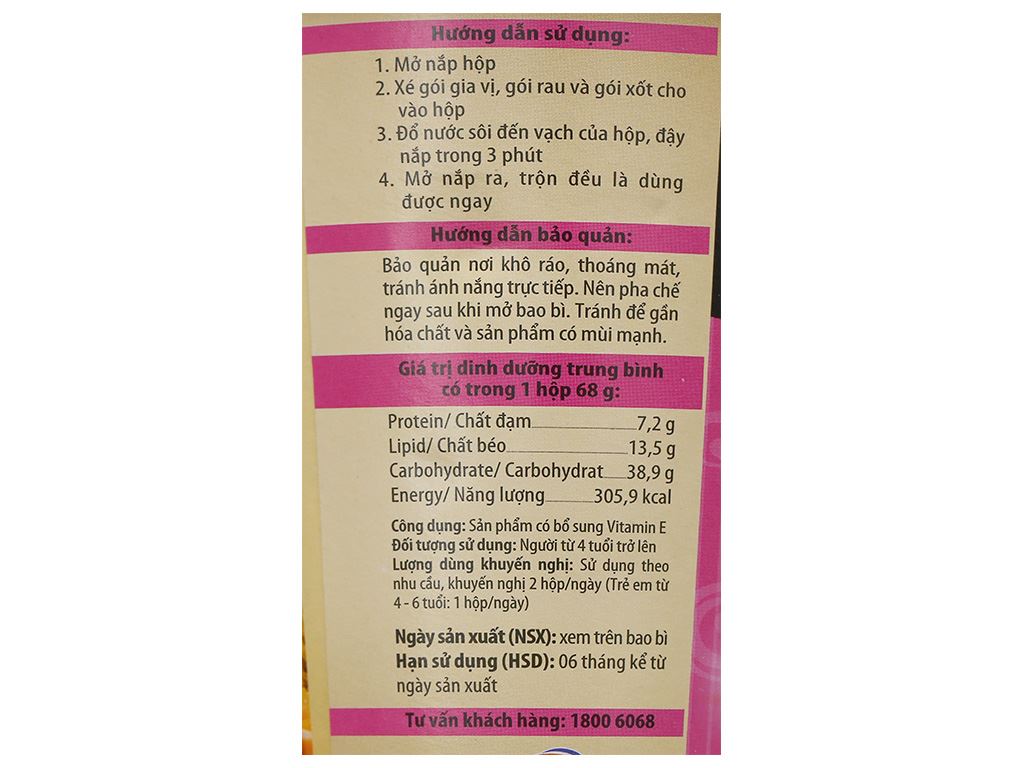 Hướng dẫn sử dụng:
1. Mở nắp hộp
2. Xé gói gia vị, gói rau và gói xốt cho
vào hộp
3. Đổ nước sôi đến vạch của hộp, đậy
nắp trong 3 phút
4. Mở nắp ra, trộn đều là dùng
được ngay
Hướng dẫn bảo quản:
Bảo quản nơi khô ráo, thoáng mát,
tránh ánh nắng trực tiếp. Nên pha chế
ngay sau khi mở bao bì. Tránh để gần
hóa chất và sản phẩm có mùi mạnh.
Giá trị dinh dưỡng trung bình
có trong 1 hộp 68 g:
Protein/ Chất đạm 7,2 g
Lipid/ Chất béo 13,5 g
Carbohydrate/ Carbohydrat 38,9 g
Energy/ Năng lượng 305,9 kcal
Công dụng: Sản phẩm có bổ sung Vitamin E
Đối tượng sử dụng: Người từ 4 tuổi trở lên
Lượng dùng khuyến nghị: Sử dụng theo
nhu cầu, khuyến nghị 2 hộp/ngày (Trẻ em từ
4 - 6 tuổi: 1 hộp/ngày)
Ngày sản xuất (NSX): xem trên bao bì
Hạn sử dụng (HSD): 06 tháng kể từ
ngày sản xuất
Tư vấn khách hàng: 1800 6068